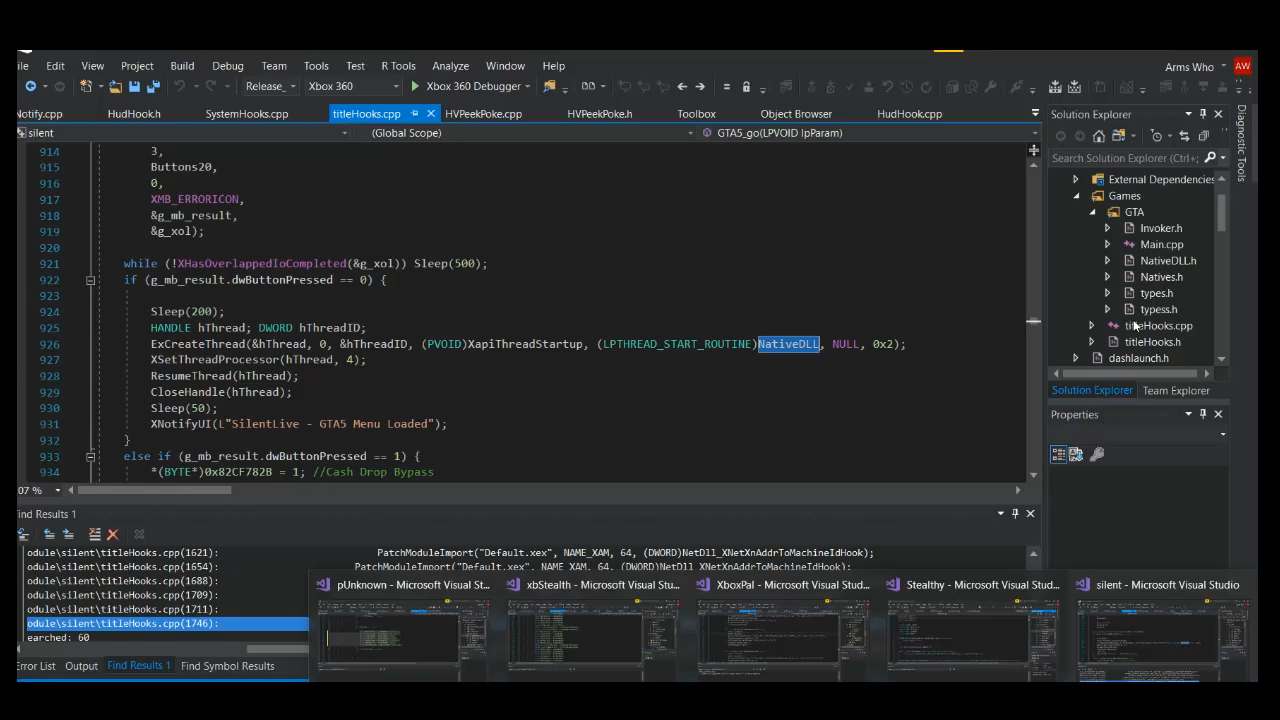 ile Edit View Project Build Debug Team Tools Test R Tools Analyze Window Help Arms Who AW
Release Xbox 360 Xbox 360 Debugger
Notify.cpp HudHook.h SystemHooks.cpp titleHooks.cpp HVPeekPoke.cpp HVPeekPoke.h Toolbox Object Browser HudHook.cpp
silent (Global Scope) GTA5_go(LPVOID lpParam)
914 3,
915 Buttons20,
916 0,
917 XMB_ERRORICON,
918 &g_mb_result,
919 &g_xol);
920
921 while (!XHasOverlappedIoCompleted(&g_xol)) Sleep(500);
922 if (g_mb_result.dwButtonPressed == 0) {
923
924 Sleep(200);
925 HANDLE hThread; DWORD hThreadID;
926 ExCreateThread(&hThread, 0, &hThreadID, (PVOID)XapiThreadStartup, (LPTHREAD_START_ROUTINE)NativeDLL, NULL, 0x2);
927 XSetThreadProcessor(hThread, 4);
928 ResumeThread(hThread);
929 CloseHandle(hThread);
930 Sleep(50);
931 XNotifyUI(L"SilentLive - GTA5 Menu Loaded");
932 }
933 else if (g_mb_result.dwButtonPressed == 1) {
934 *(BYTE*)0x82CF782B = 1; //Cash Drop Bypass
07 %
Solution Explorer
Search Solution Explorer (Ctrl+;
External Dependencies
Games
GTA
Invoker.h
Main.cpp
NativeDLL.h
Natives.h
types.h
typess.h
titleHooks.cpp
titleHooks.h
dashlaunch.h
Solution Explorer Team Explorer
Properties
Diagnostic Tools
Find Results 1
odule\silent\titleHooks.cpp(1621): PatchModuleImport("Default.xex", NAME_XAM, 64, (DWORD)NetDll_XNetXnAddrToMachineIdHook);
odule\silent\titleHooks.cpp(1654): PatchModuleImport("Default.xex", NAME_XAM, 64, (DWORD)NetDll_XNetXnAddrToMachineIdHook);
odule\silent\titleHooks.cpp(1688):
odule\silent\titleHooks.cpp(1709):
odule\silent\titleHooks.cpp(1711):
odule\silent\titleHooks.cpp(1746):
earched: 60
Error List Output Find Results 1 Find Symbol Results
pUnknown - Microsoft Visual St... xbStealth - Microsoft Visual Stu... XboxPal - Microsoft Visual Stud... Stealthy - Microsoft Visual Stud... silent - Microsoft Visual Studio